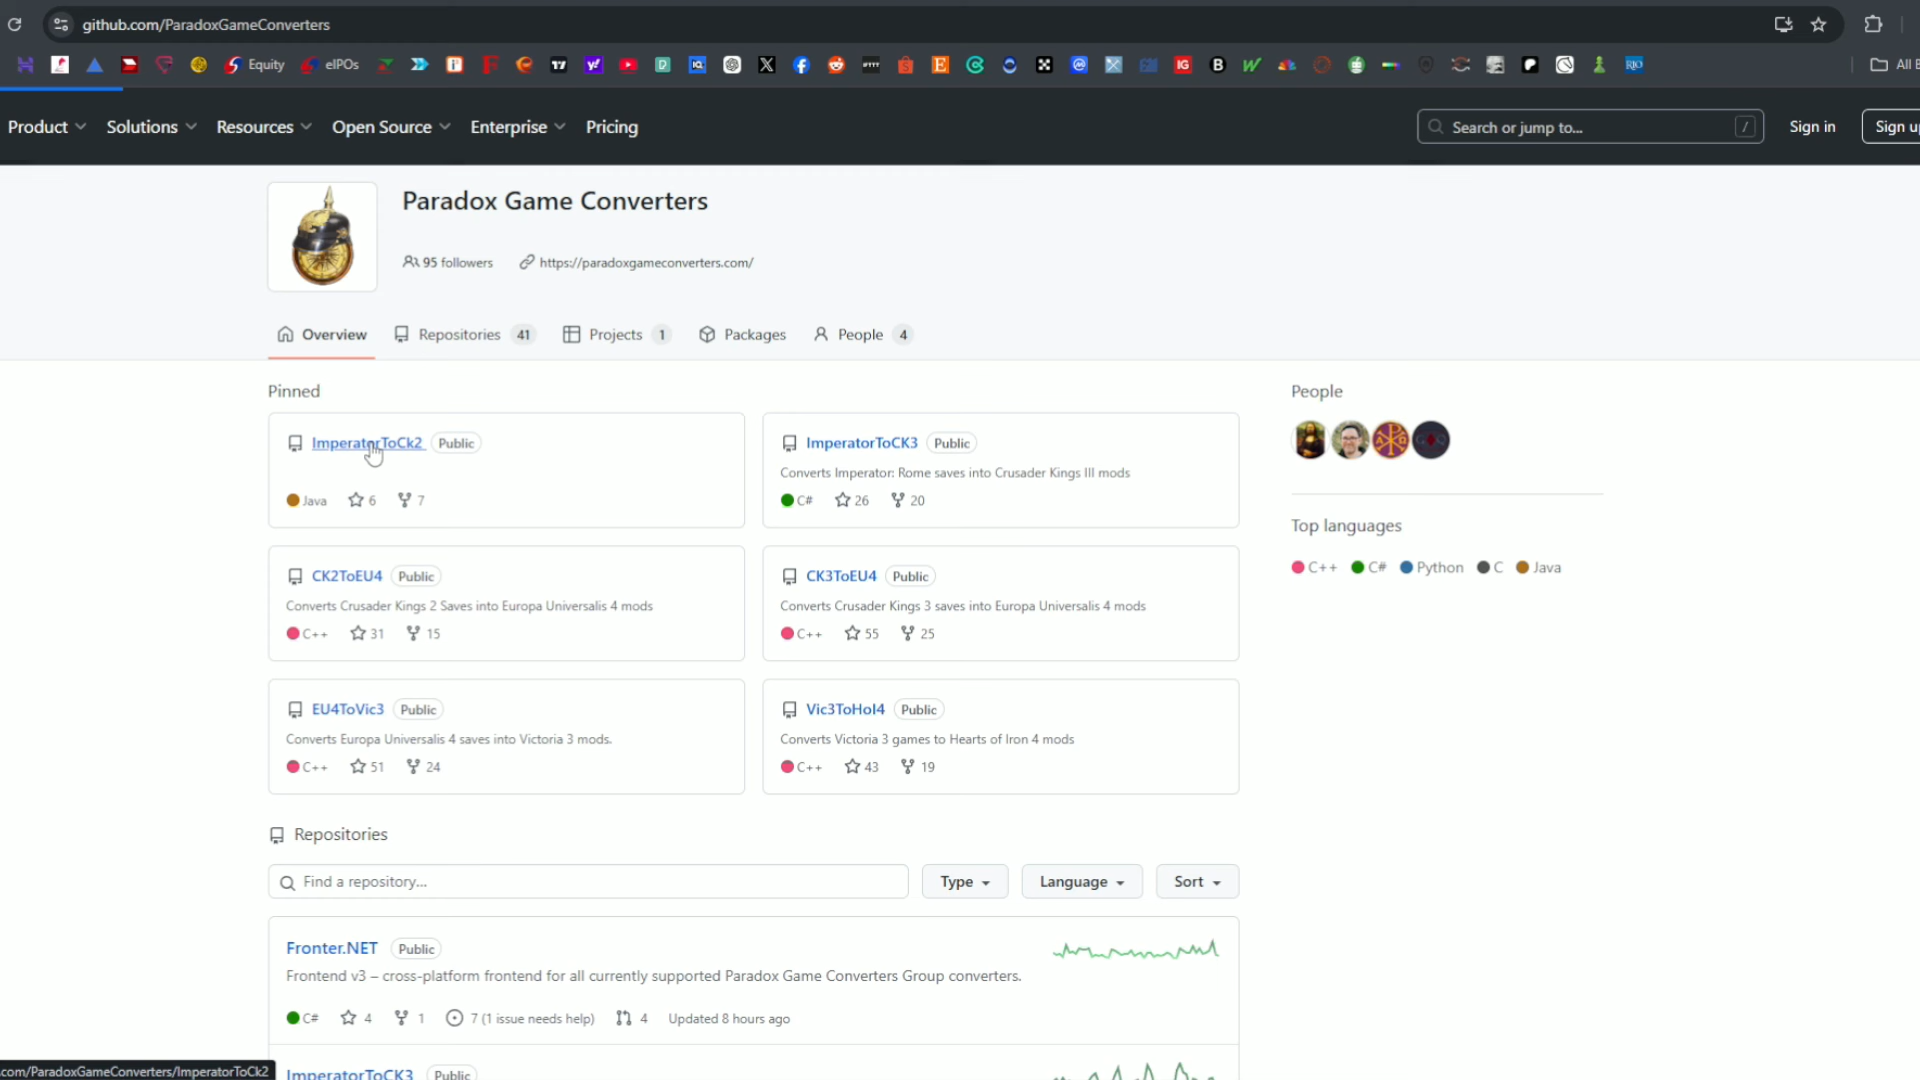 github.com/ParadoxGameConverters
Equity
eIPOs
All
Product
Solutions
Resources
Open Source
Enterprise
Pricing
Search or jump to...
/
Sign in
Sign u
Paradox Game Converters
95 followers
https://paradoxgameconverters.com/
Overview
Repositories 41
Projects 1
Packages
People 4
Pinned
ImperatorToCk2 Public
Java 6 7
ImperatorToCK3 Public
Converts Imperator: Rome saves into Crusader Kings III mods
C# 26 20
CK2ToEU4 Public
Converts Crusader Kings 2 Saves into Europa Universalis 4 mods
C++ 31 15
CK3ToEU4 Public
Converts Crusader Kings 3 saves into Europa Universalis 4 mods
C++ 55 25
EU4ToVic3 Public
Converts Europa Universalis 4 saves into Victoria 3 mods.
C++ 51 24
Vic3ToHoI4 Public
Converts Victoria 3 games to Hearts of Iron 4 mods
C++ 43 19
People
Top languages
C++ C# Python C Java
Repositories
Find a repository...
Type
Language
Sort
Fronter.NET Public
Frontend v3 – cross-platform frontend for all currently supported Paradox Game Converters Group converters.
C# 4 1 7 (1 issue needs help) 4 Updated 8 hours ago
ImperatorToCK3 Public
.com/ParadoxGameConverters/ImperatorToCk2